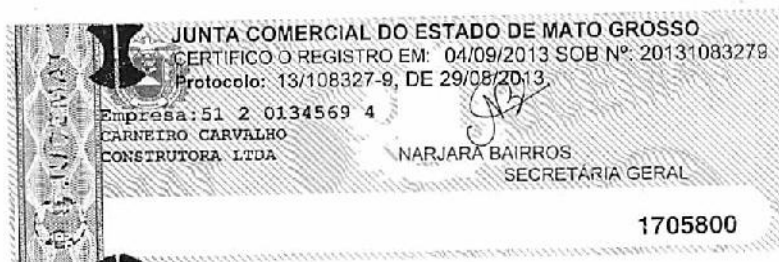 JUNTA COMERCIAL DO ESTADO DE MATO GROSSO
CERTIFICO O REGISTRO EM: 04/09/2013 SOB Nº: 20131083279
Protocolo: 13/108327-9, DE 29/08/2013
Empresa:51 2 0134569 4
CARNEIRO CARVALHO
CONSTRUTORA LTDA
NARJARA BAIRROS
SECRETÁRIA GERAL
1705800